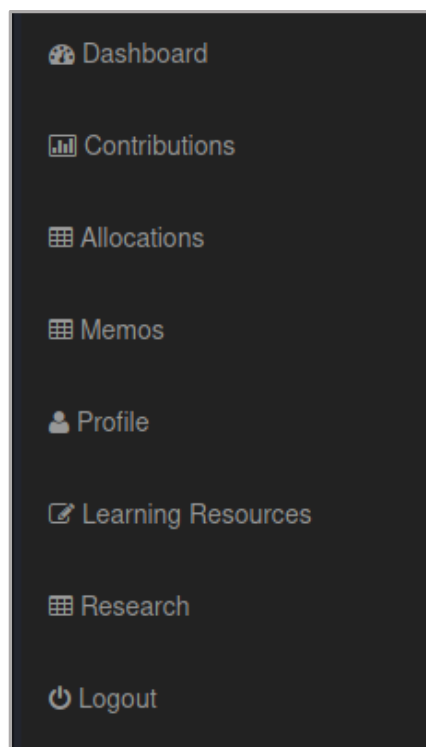 Dashboard
Contributions
Allocations
Memos
Profile
Learning Resources
Research
Logout